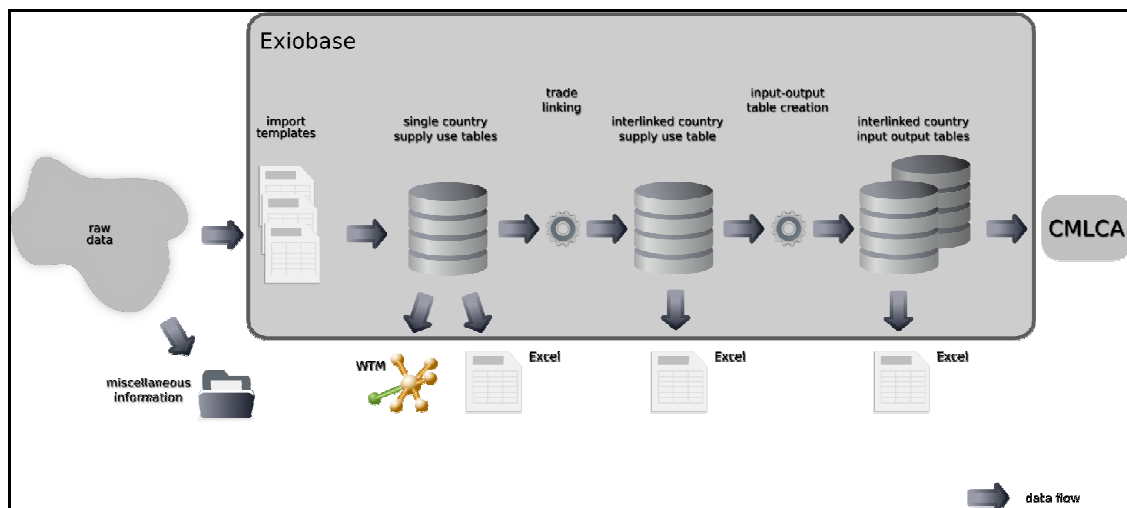 Exiobase
import
templates
single country
supply use tables
trade
linking
interlinked country
supply use table
input-output
table creation
interlinked country
input output tables
raw
data
CMLCA
miscellaneous
information
WTM
Excel
Excel
Excel
data flow